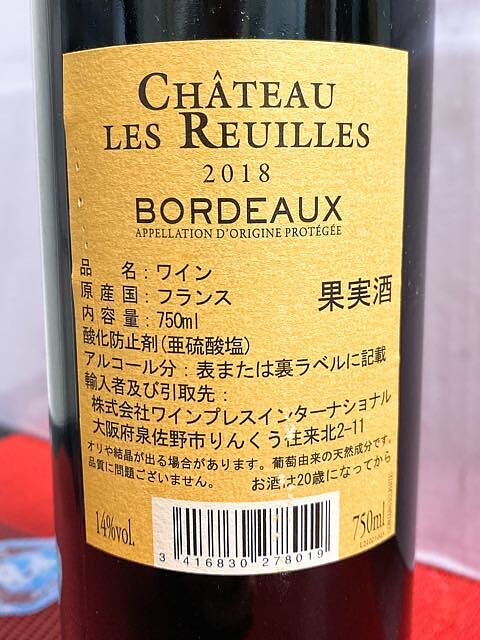 CHÂTEAU
LES REUILLES
2018
BORDEAUX
APPELLATION D'ORIGINE PROTÉGÉE
品　名：ワイン
原産国：フランス
内容量：750ml
果実酒
酸化防止剤(亜硫酸塩)
アルコール分：表または裏ラベルに記載
輸入者及び引取先：
株式会社ワインプレスインターナショナル
大阪府泉佐野市りんくう往来北2-11
オリや結晶が出る場合があります。葡萄由来の天然成分です。
品質に問題ございません。
お酒は20歳になってから
14%vol.
750ml
3 416830 278019